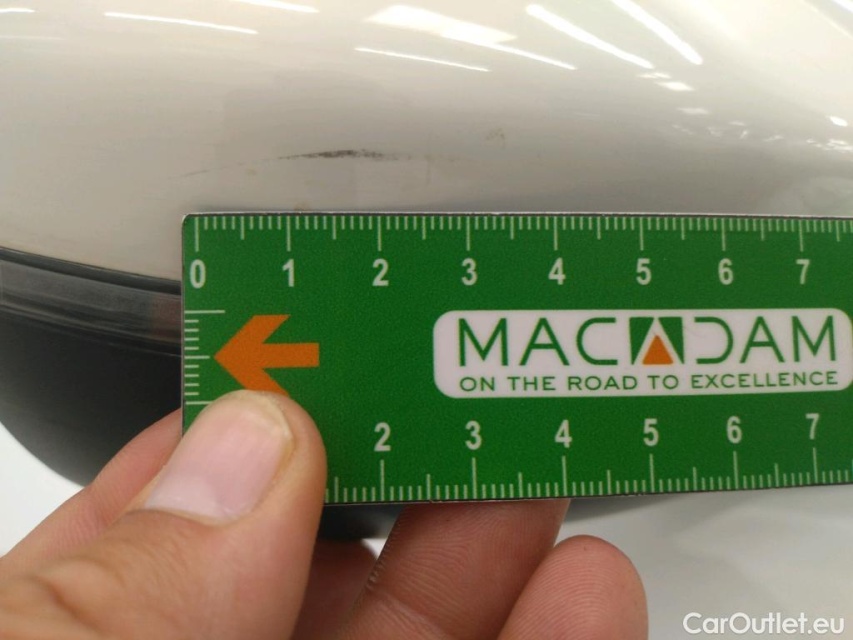 0 1 2 3 4 5 6 7
MACADAM
ON THE ROAD TO EXCELLENCE
2 3 4 5 6 7
CarOutlet.eu